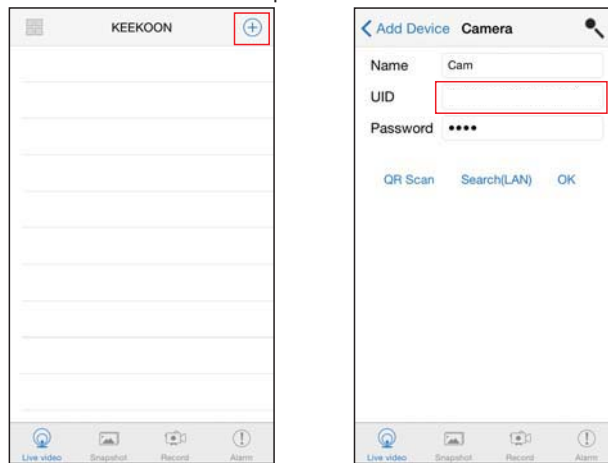 KEEKOON
Live video Snapshot Record Alarm
Add Device Camera
Name Cam
UID
Password ••••
QR Scan Search(LAN) OK
Live video Snapshot Record Alarm